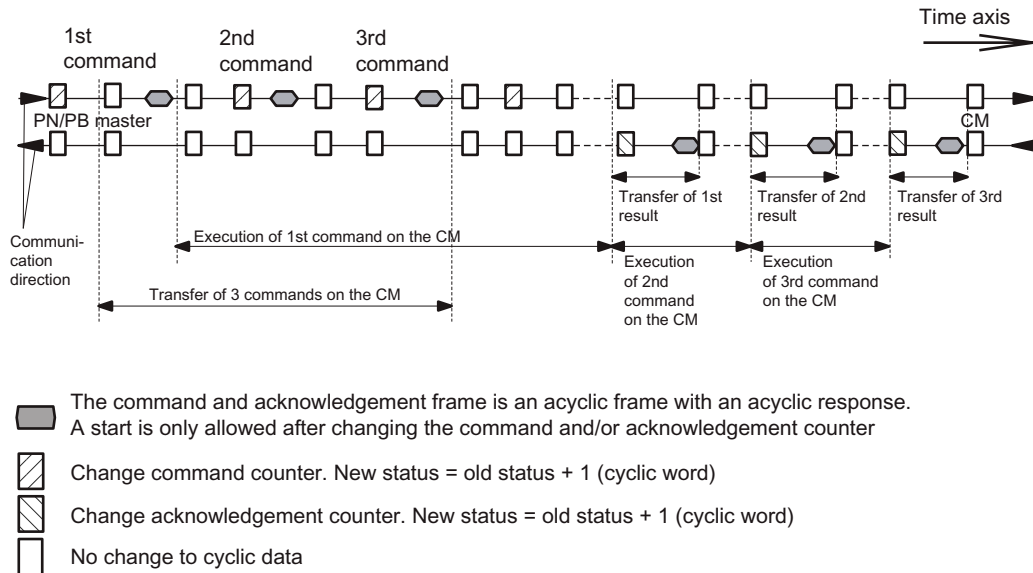 Time axis
1st
command
2nd
command
3rd
command
PN/PB master
CM
Transfer of 1st
result
Transfer of 2nd
result
Transfer of 3rd
result
Communi-
cation
direction
Execution of 1st command on the CM
Execution
of 2nd
command
on the CM
Execution
of 3rd command
on the CM
Transfer of 3 commands on the CM
The command and acknowledgement frame is an acyclic frame with an acyclic response.
A start is only allowed after changing the command and/or acknowledgement counter
Change command counter. New status = old status + 1 (cyclic word)
Change acknowledgement counter. New status = old status + 1 (cyclic word)
No change to cyclic data